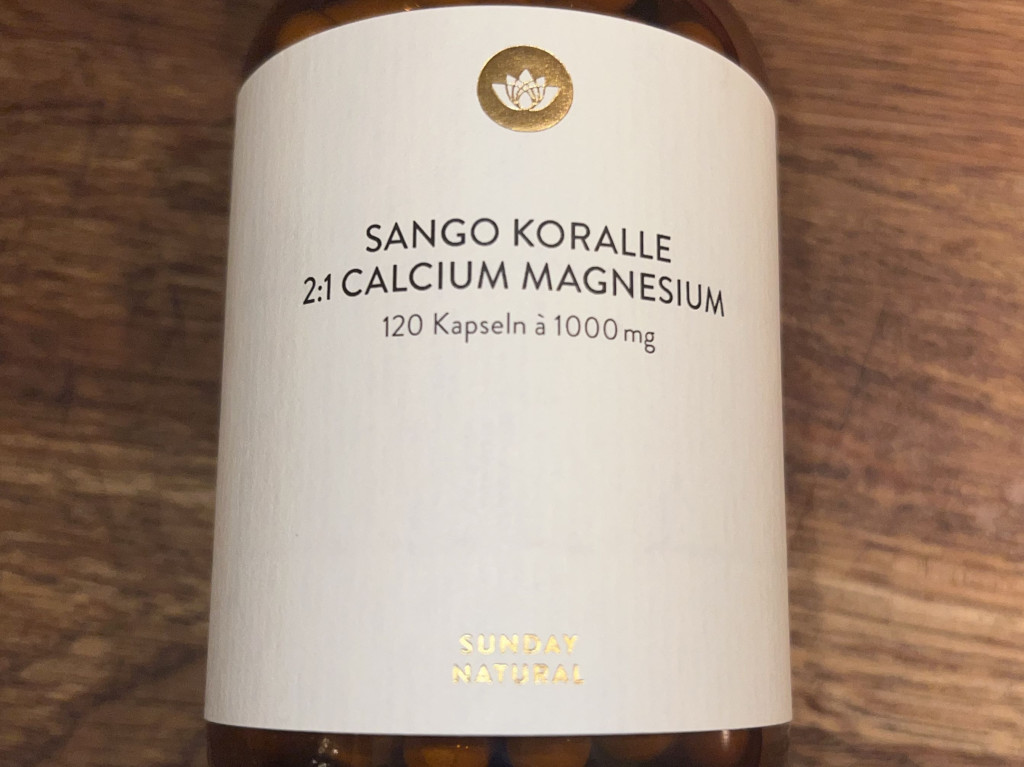 SANGO KORALLE
2:1 CALCIUM MAGNESIUM
120 Kapseln à 1000 mg
SUNDAY
NATURAL